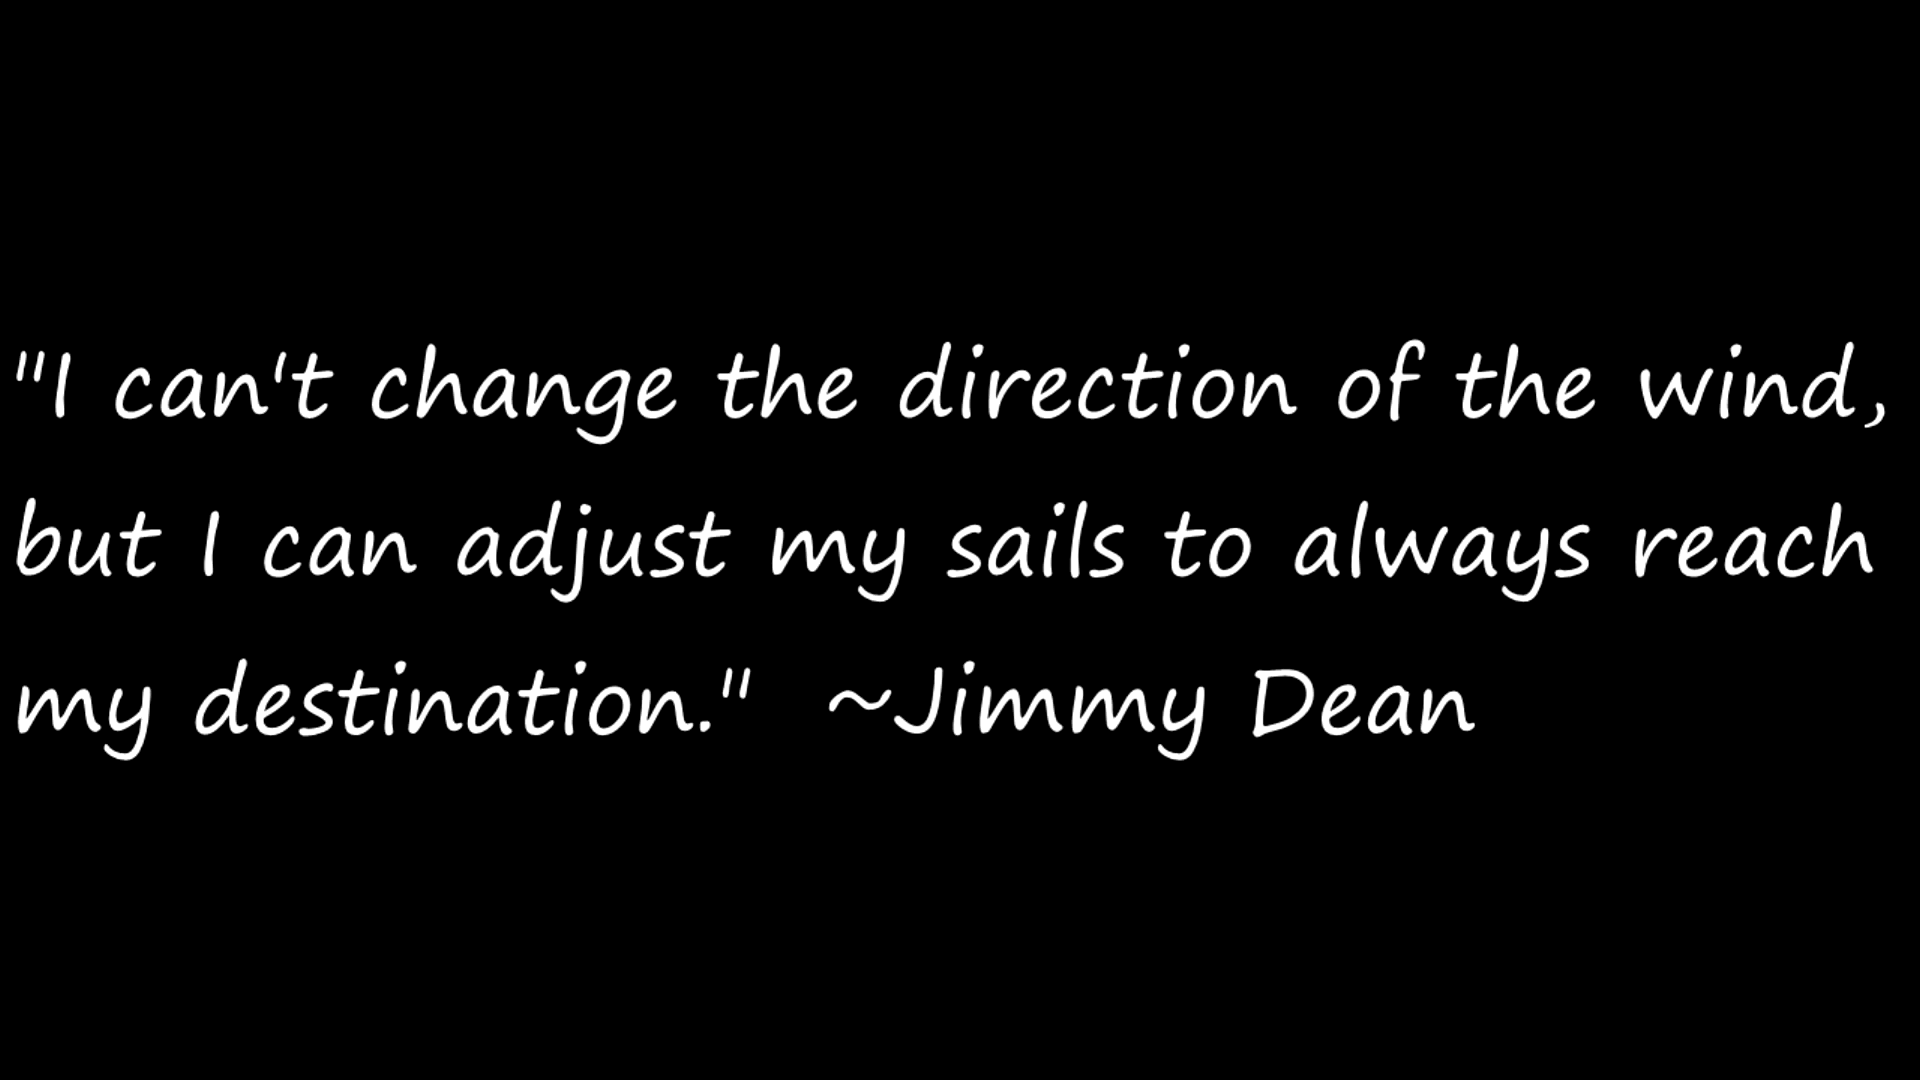 "I can't change the direction of the wind,
but I can adjust my sails to always reach
my destination."  ~Jimmy Dean